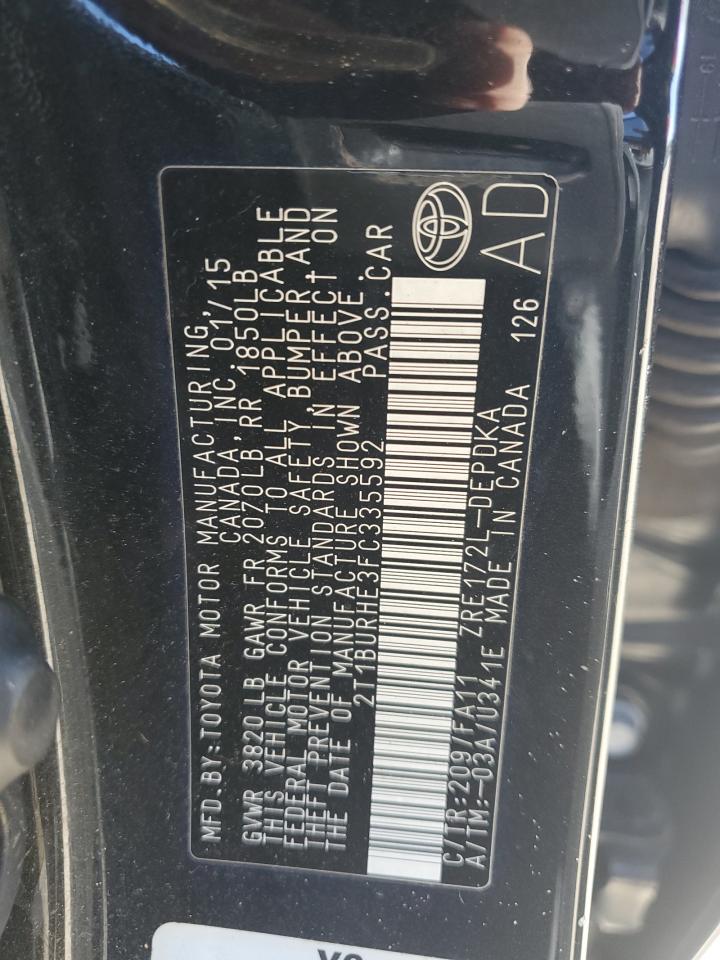 MFD.BY:TOYOTA MOTOR MANUFACTURING,
CANADA,INC. 01/15
GVWR 3820 LB GAWR FR 2070LB,RR 1850LB
THIS VEHICLE CONFORMS TO ALL APPLICABLE
FEDERAL MOTOR VEHICLE SAFETY,BUMPER,AND
THEFT PREVENTION STANDARDS IN EFFECT ON
THE DATE OF MANUFACTURE SHOWN ABOVE.
2T1BURHE3FC335592 PASS.CAR
C/TR:209/FA11 ZRE172L-DEPDKA
A/TM:-03A/U341E MADE IN CANADA 126
AD